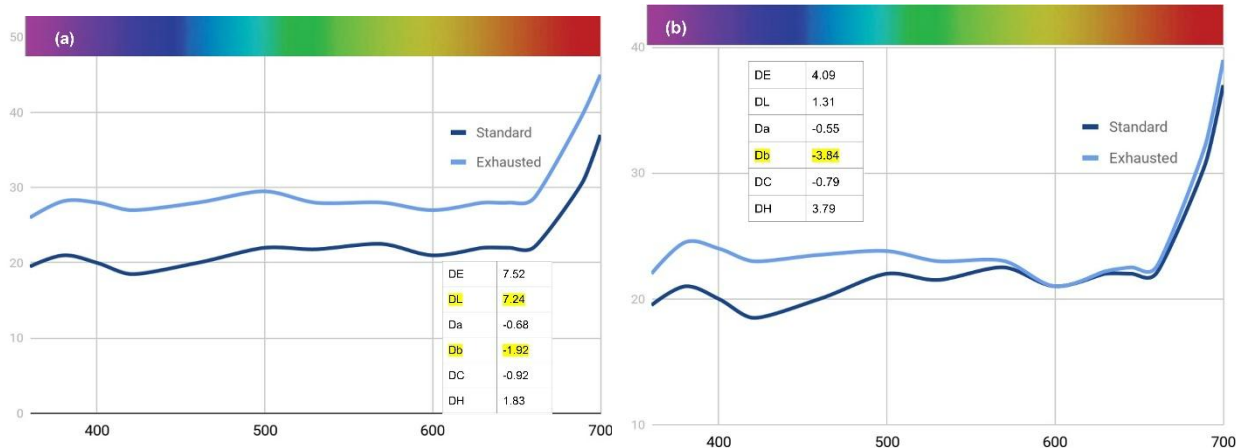 (a)
50
40
30
20
10
0
Standard
Exhausted
DE 7.52
DL 7.24
Da -0.68
Db -1.92
DC -0.92
DH 1.83
400 500 600 700
(b)
40
30
20
10
DE 4.09
DL 1.31
Da -0.55
Db -3.84
DC -0.79
DH 3.79
Standard
Exhausted
400 500 600 700